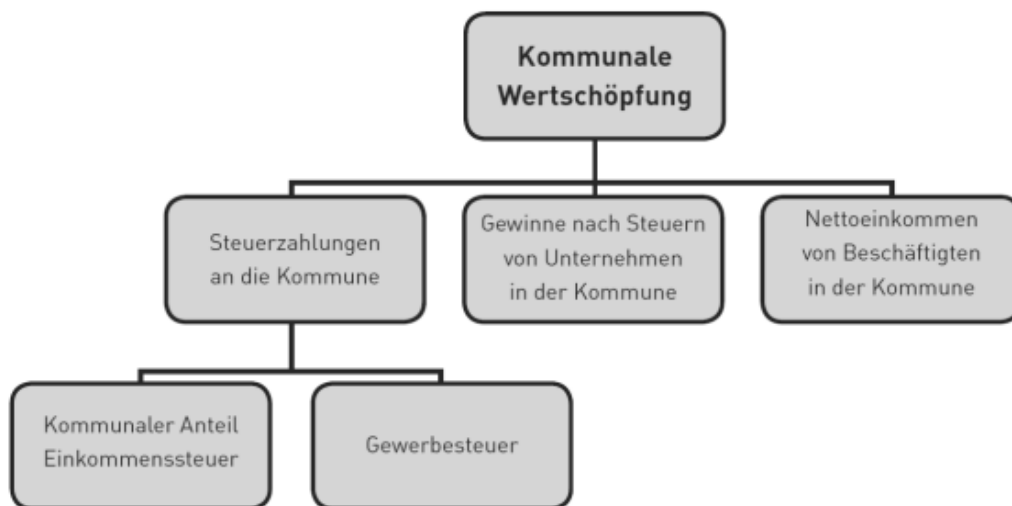 Kommunale
Wertschöpfung
Steuerzahlungen
an die Kommune
Gewinne nach Steuern
von Unternehmen
in der Kommune
Nettoeinkommen
von Beschäftigten
in der Kommune
Kommunaler Anteil
Einkommenssteuer
Gewerbesteuer